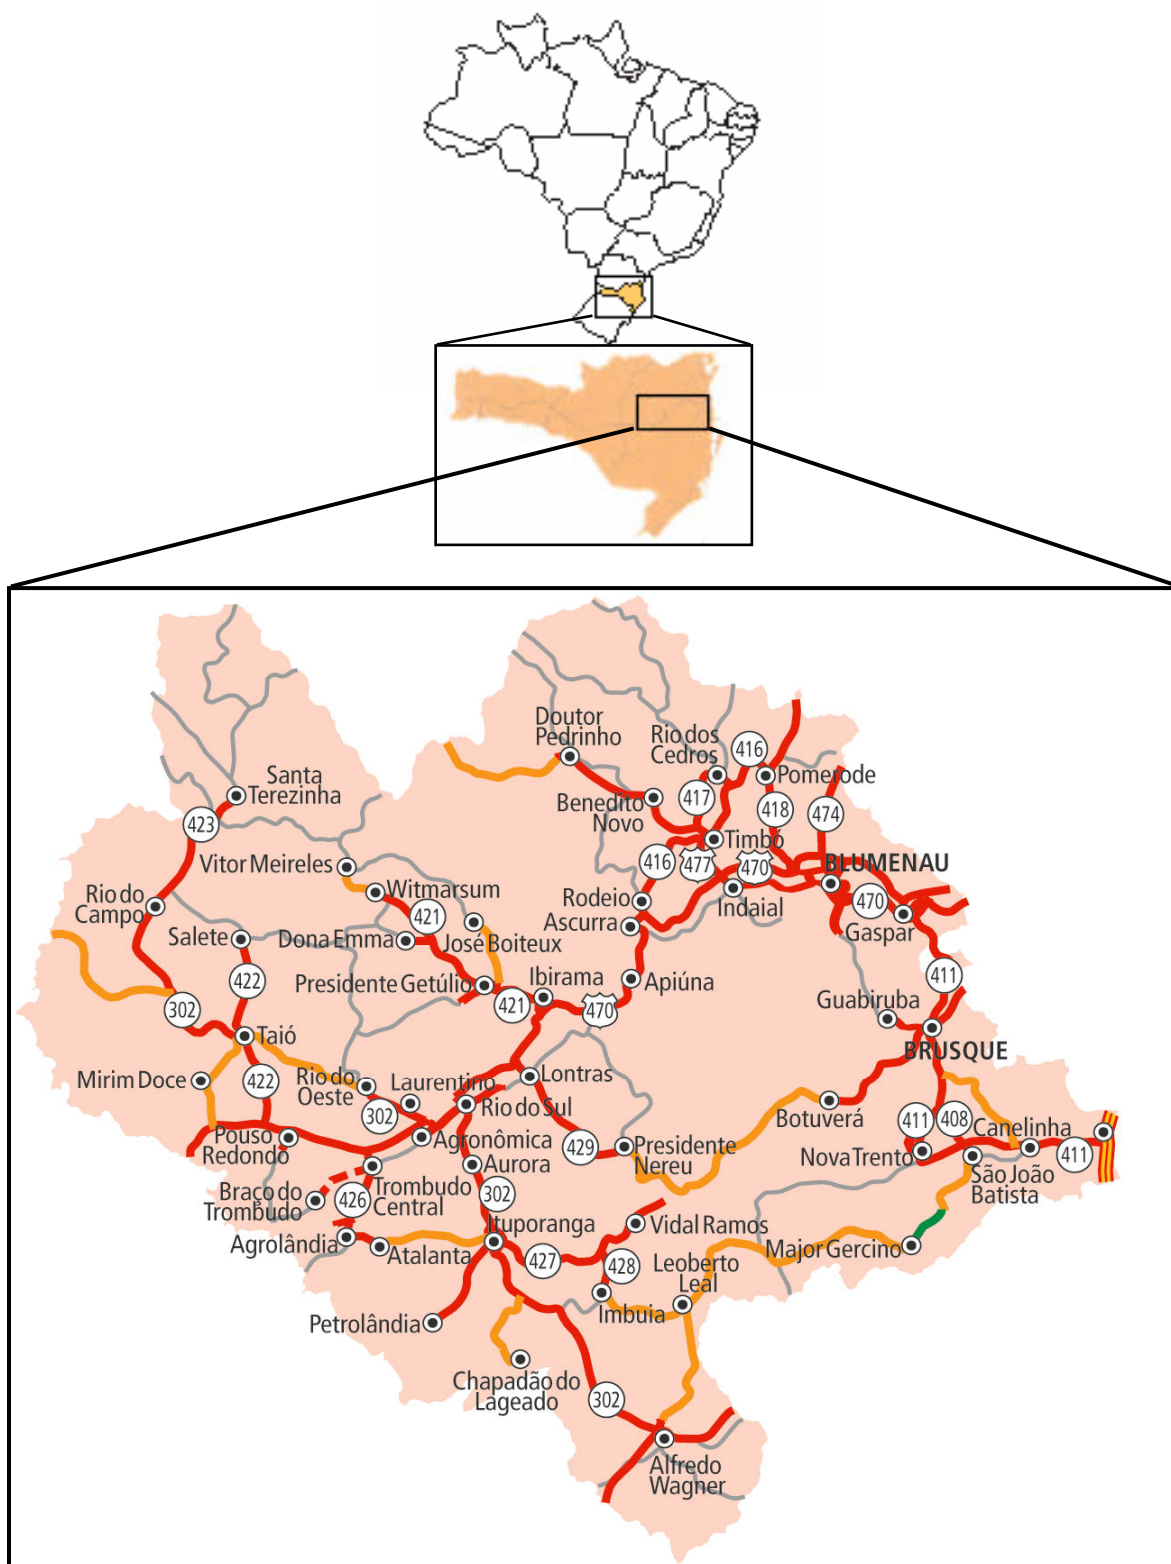 Doutor
Pedrinho
Rio dos
Cedros
416
Pomerode
Santa
Terezinha
Benedito
Novo
417
418
474
423
Timbó
Vitor Meireles
416
477
470
BLUMENAU
Rio do
Campo
Witmarsum
Rodeio
Indaial
470
421
Ascurra
Gaspar
Salete
Dona Emma
José Boiteux
422
Presidente Getúlio
Ibirama
Apiúna
411
302
421
470
Guabiruba
Taió
BRUSQUE
Mirim Doce
422
Rio do
Oeste
Laurentino
Lontras
302
Rio do Sul
Botuverá
411
408
Canelinha
Pouso
Redondo
Agronômica
429
Presidente
Nereu
Nova Trento
411
Aurora
São João
Batista
Braço do
Trombudo
426
Trombudo
Central
302
Ituporanga
Vidal Ramos
Agrolândia
Atalanta
427
428
Leoberto
Leal
Major Gercino
Petrolândia
Imbuia
Chapadão do
Lageado
302
Alfredo
Wagner